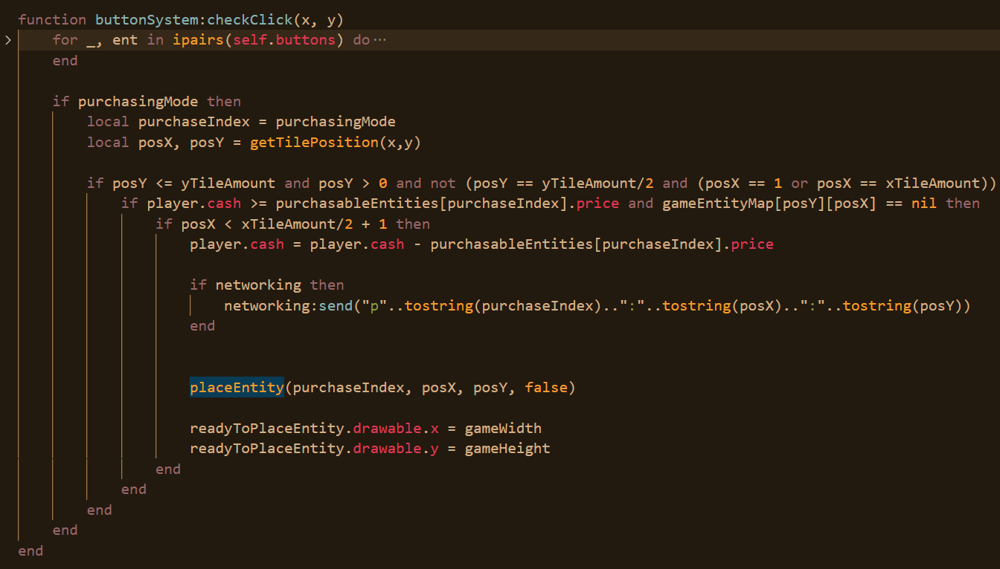 function buttonSystem:checkClick(x, y)
for _, ent in ipairs(self.buttons) do ···
end
if purchasingMode then
local purchaseIndex = purchasingMode
local posX, posY = getTilePosition(x,y)
if posY <= yTileAmount and posY > 0 and not (posY == yTileAmount/2 and (posX == 1 or posX == xTileAmount))
if player.cash >= purchasableEntities[purchaseIndex].price and gameEntityMap[posY][posX] == nil then
if posX < xTileAmount/2 + 1 then
player.cash = player.cash - purchasableEntities[purchaseIndex].price
if networking then
networking:send("p"..tostring(purchaseIndex)..":"..tostring(posX)..":"..tostring(posY))
end
placeEntity(purchaseIndex, posX, posY, false)
readyToPlaceEntity.drawable.x = gameWidth
readyToPlaceEntity.drawable.y = gameHeight
end
end
end
end
end